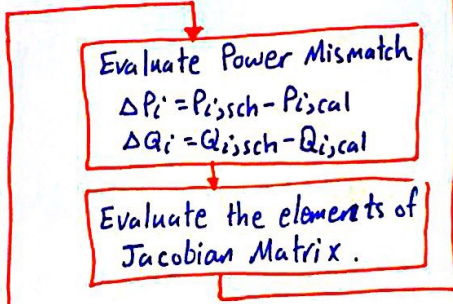 Evaluate Power Mismatch
ΔPi = Pi,sch - Pi,cal
ΔQi = Qi,sch - Qi,cal
Evaluate the elements of
Jacobian Matrix.